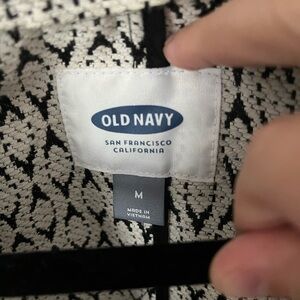 OLD NAVY
SAN FRANCISCO
CALIFORNIA
M
MADE IN
VIETNAM